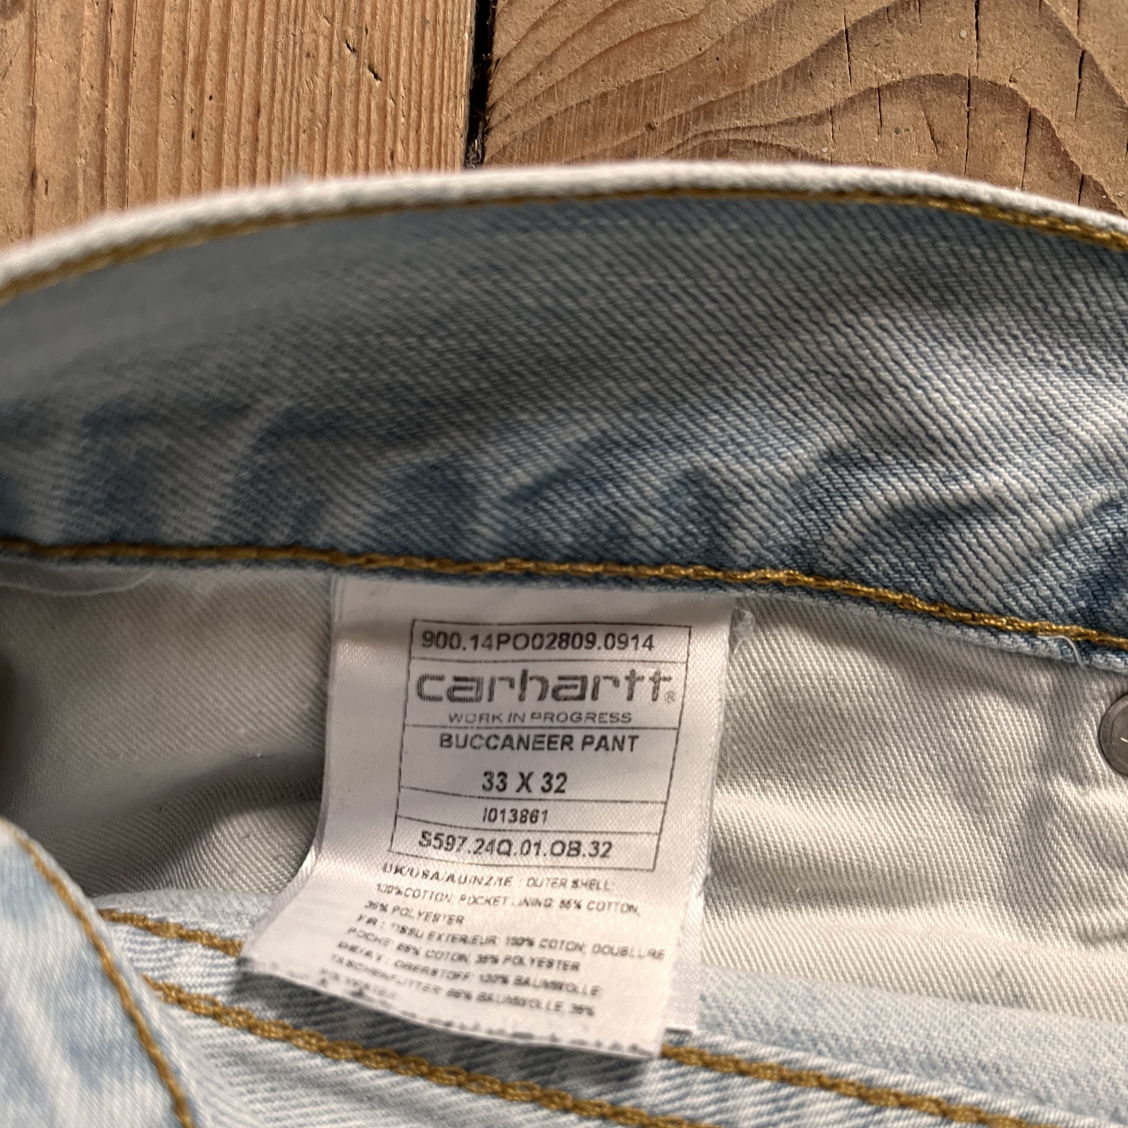 900.14PO02809.0914
carhartt®
WORK IN PROGRESS
BUCCANEER PANT
33 X 32
I013861
S597.24Q.01.OB.32
UK/USA/AU/NZ/IE : OUTER SHELL:
100%COTTON; POCKET LINING: 65% COTTON,
35% POLYESTER
FR : TISSU EXTERIEUR: 100% COTON; DOUBLURE
POCHE: 65% COTON, 35% POLYESTER
DE/AT : OBERSTOFF: 100% BAUMWOLLE
TASCHENFUTTER: 65% BAUMWOLLE, 35%